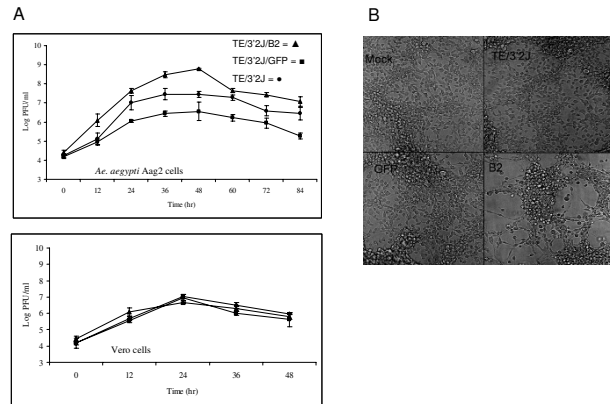 A
TE/3'2J/B2 = ▲
TE/3'2J/GFP = ■
TE/3'2J = ●
Log PFU/ml
10
9
8
7
6
5
4
3
Ae. aegypti Aag2 cells
0 12 24 36 48 60 72 84
Time (hr)
Log PFU/ml
10
9
8
7
6
5
4
3
Vero cells
0 12 24 36 48
Time (hr)
B
Mock
TE/3'2J
GFP
B2